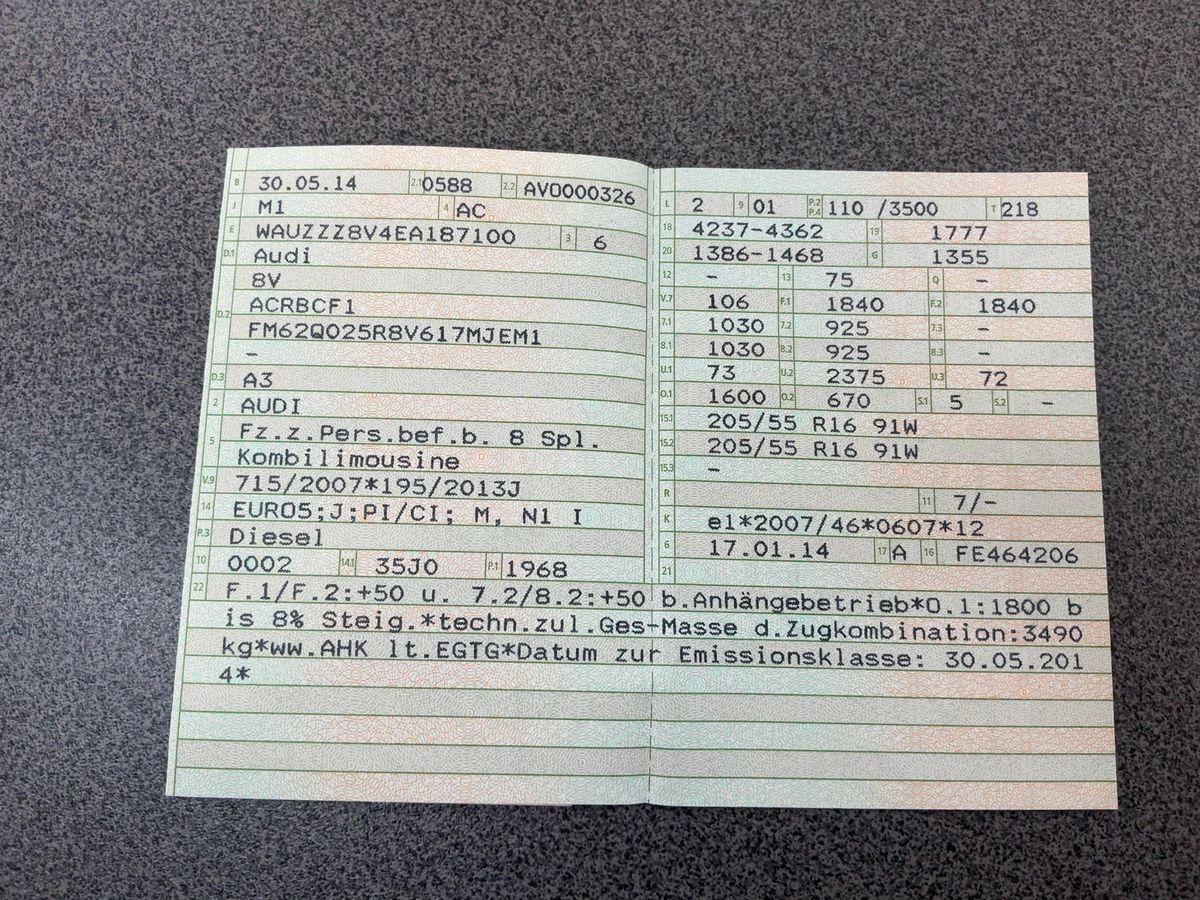 B 30.05.14 2.1 0588 2.2 AVO000326
J M1 4 AC
E WAUZZZ8V4EA187100 3 6
D.1 Audi
8V
D.2 ACRBCF1
FM62Q025R8V617MJEM1
–
D.3 A3
2 AUDI
5 Fz.z.Pers.bef.b. 8 Spl.
Kombilimousine
V.9 715/2007*195/2013J
14 EURO5;J;PI/CI; M, N1 I
P.3 Diesel
10 0002 14.1 35J0 P.1 1968
L 2 9 01 P.2 P.4 110 /3500 T 218
18 4237-4362 19 1777
20 1386-1468 G 1355
12 – 13 75 Q –
V.7 106 F.1 1840 F.2 1840
7.1 1030 7.2 925 7.3 –
8.1 1030 8.2 925 8.3 –
U.1 73 U.2 2375 U.3 72
O.1 1600 O.2 670 S.1 5 S.2 –
15.1 205/55 R16 91W
15.2 205/55 R16 91W
15.3 –
R 11 7/-
K e1*2007/46*0607*12
6 17.01.14 17 A 16 FE464206
21
22 F.1/F.2:+50 u. 7.2/8.2:+50 b.Anhängebetrieb*O.1:1800 b
is 8% Steig.*techn.zul.Ges-Masse d.Zugkombination:3490
kg*ww.AHK lt.EGTG*Datum zur Emissionsklasse: 30.05.201
4*